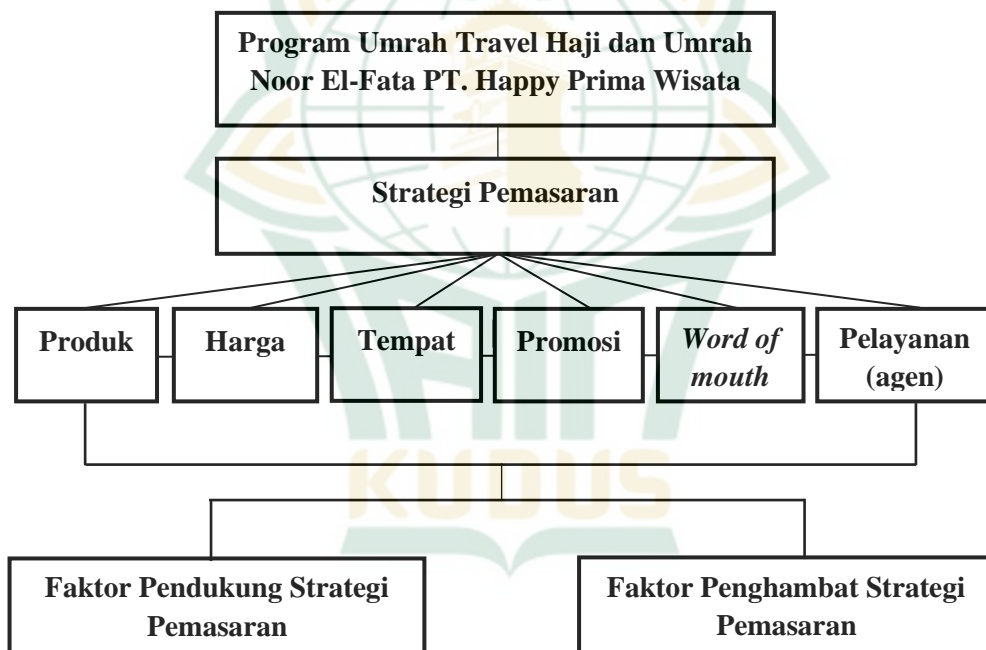 Program Umrah Travel Haji dan Umrah
Noor El-Fata PT. Happy Prima Wisata
Strategi Pemasaran
Produk
Harga
Tempat
Promosi
Word of
mouth
Pelayanan
(agen)
KUDUS
Faktor Pendukung Strategi
Pemasaran
Faktor Penghambat Strategi
Pemasaran